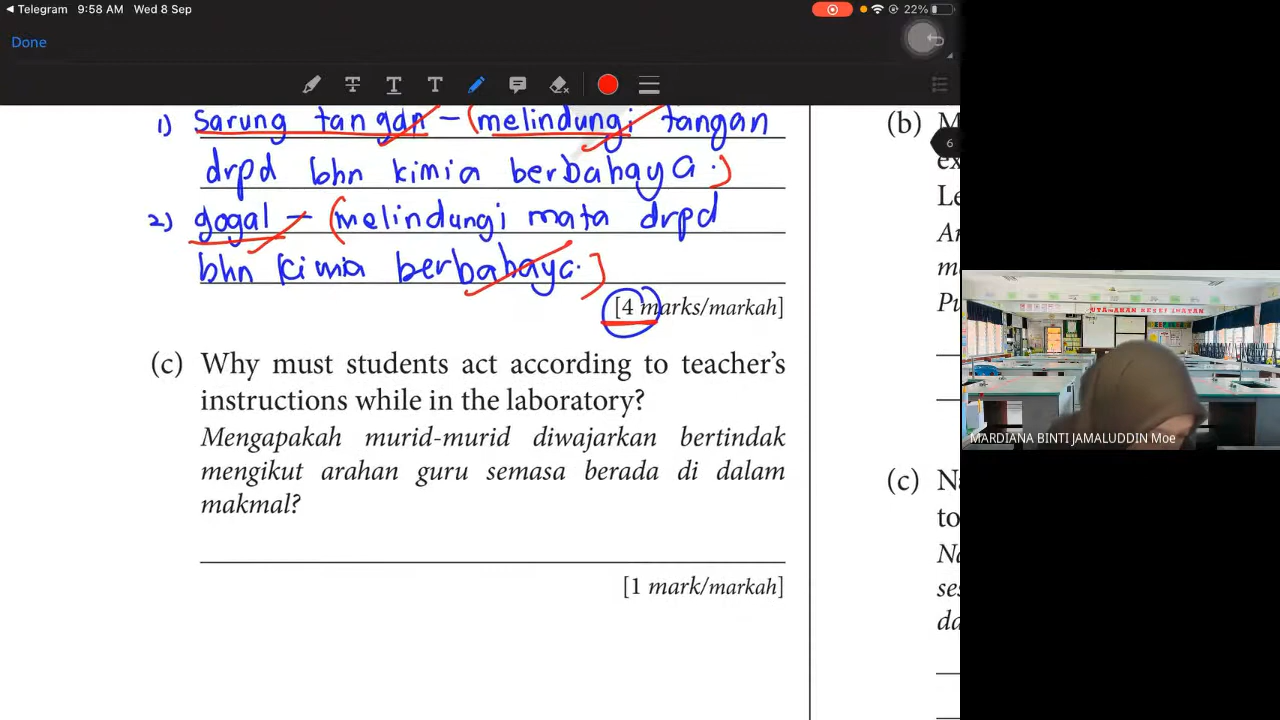 Telegram 9:58 AM Wed 8 Sep
22%
Done
1) Sarung tangan – (melindungi tangan
drpd bhn kimia berbahaya.)
2) gogal – (melindungi mata drpd
bhn kimia berbahaya.)
[4 marks/markah]
(c) Why must students act according to teacher's
instructions while in the laboratory?
Mengapakah murid-murid diwajarkan bertindak
mengikut arahan guru semasa berada di dalam
makmal?
[1 mark/markah]
(b)
6
Le
(c)
to
MARDIANA BINTI JAMALUDDIN Moe